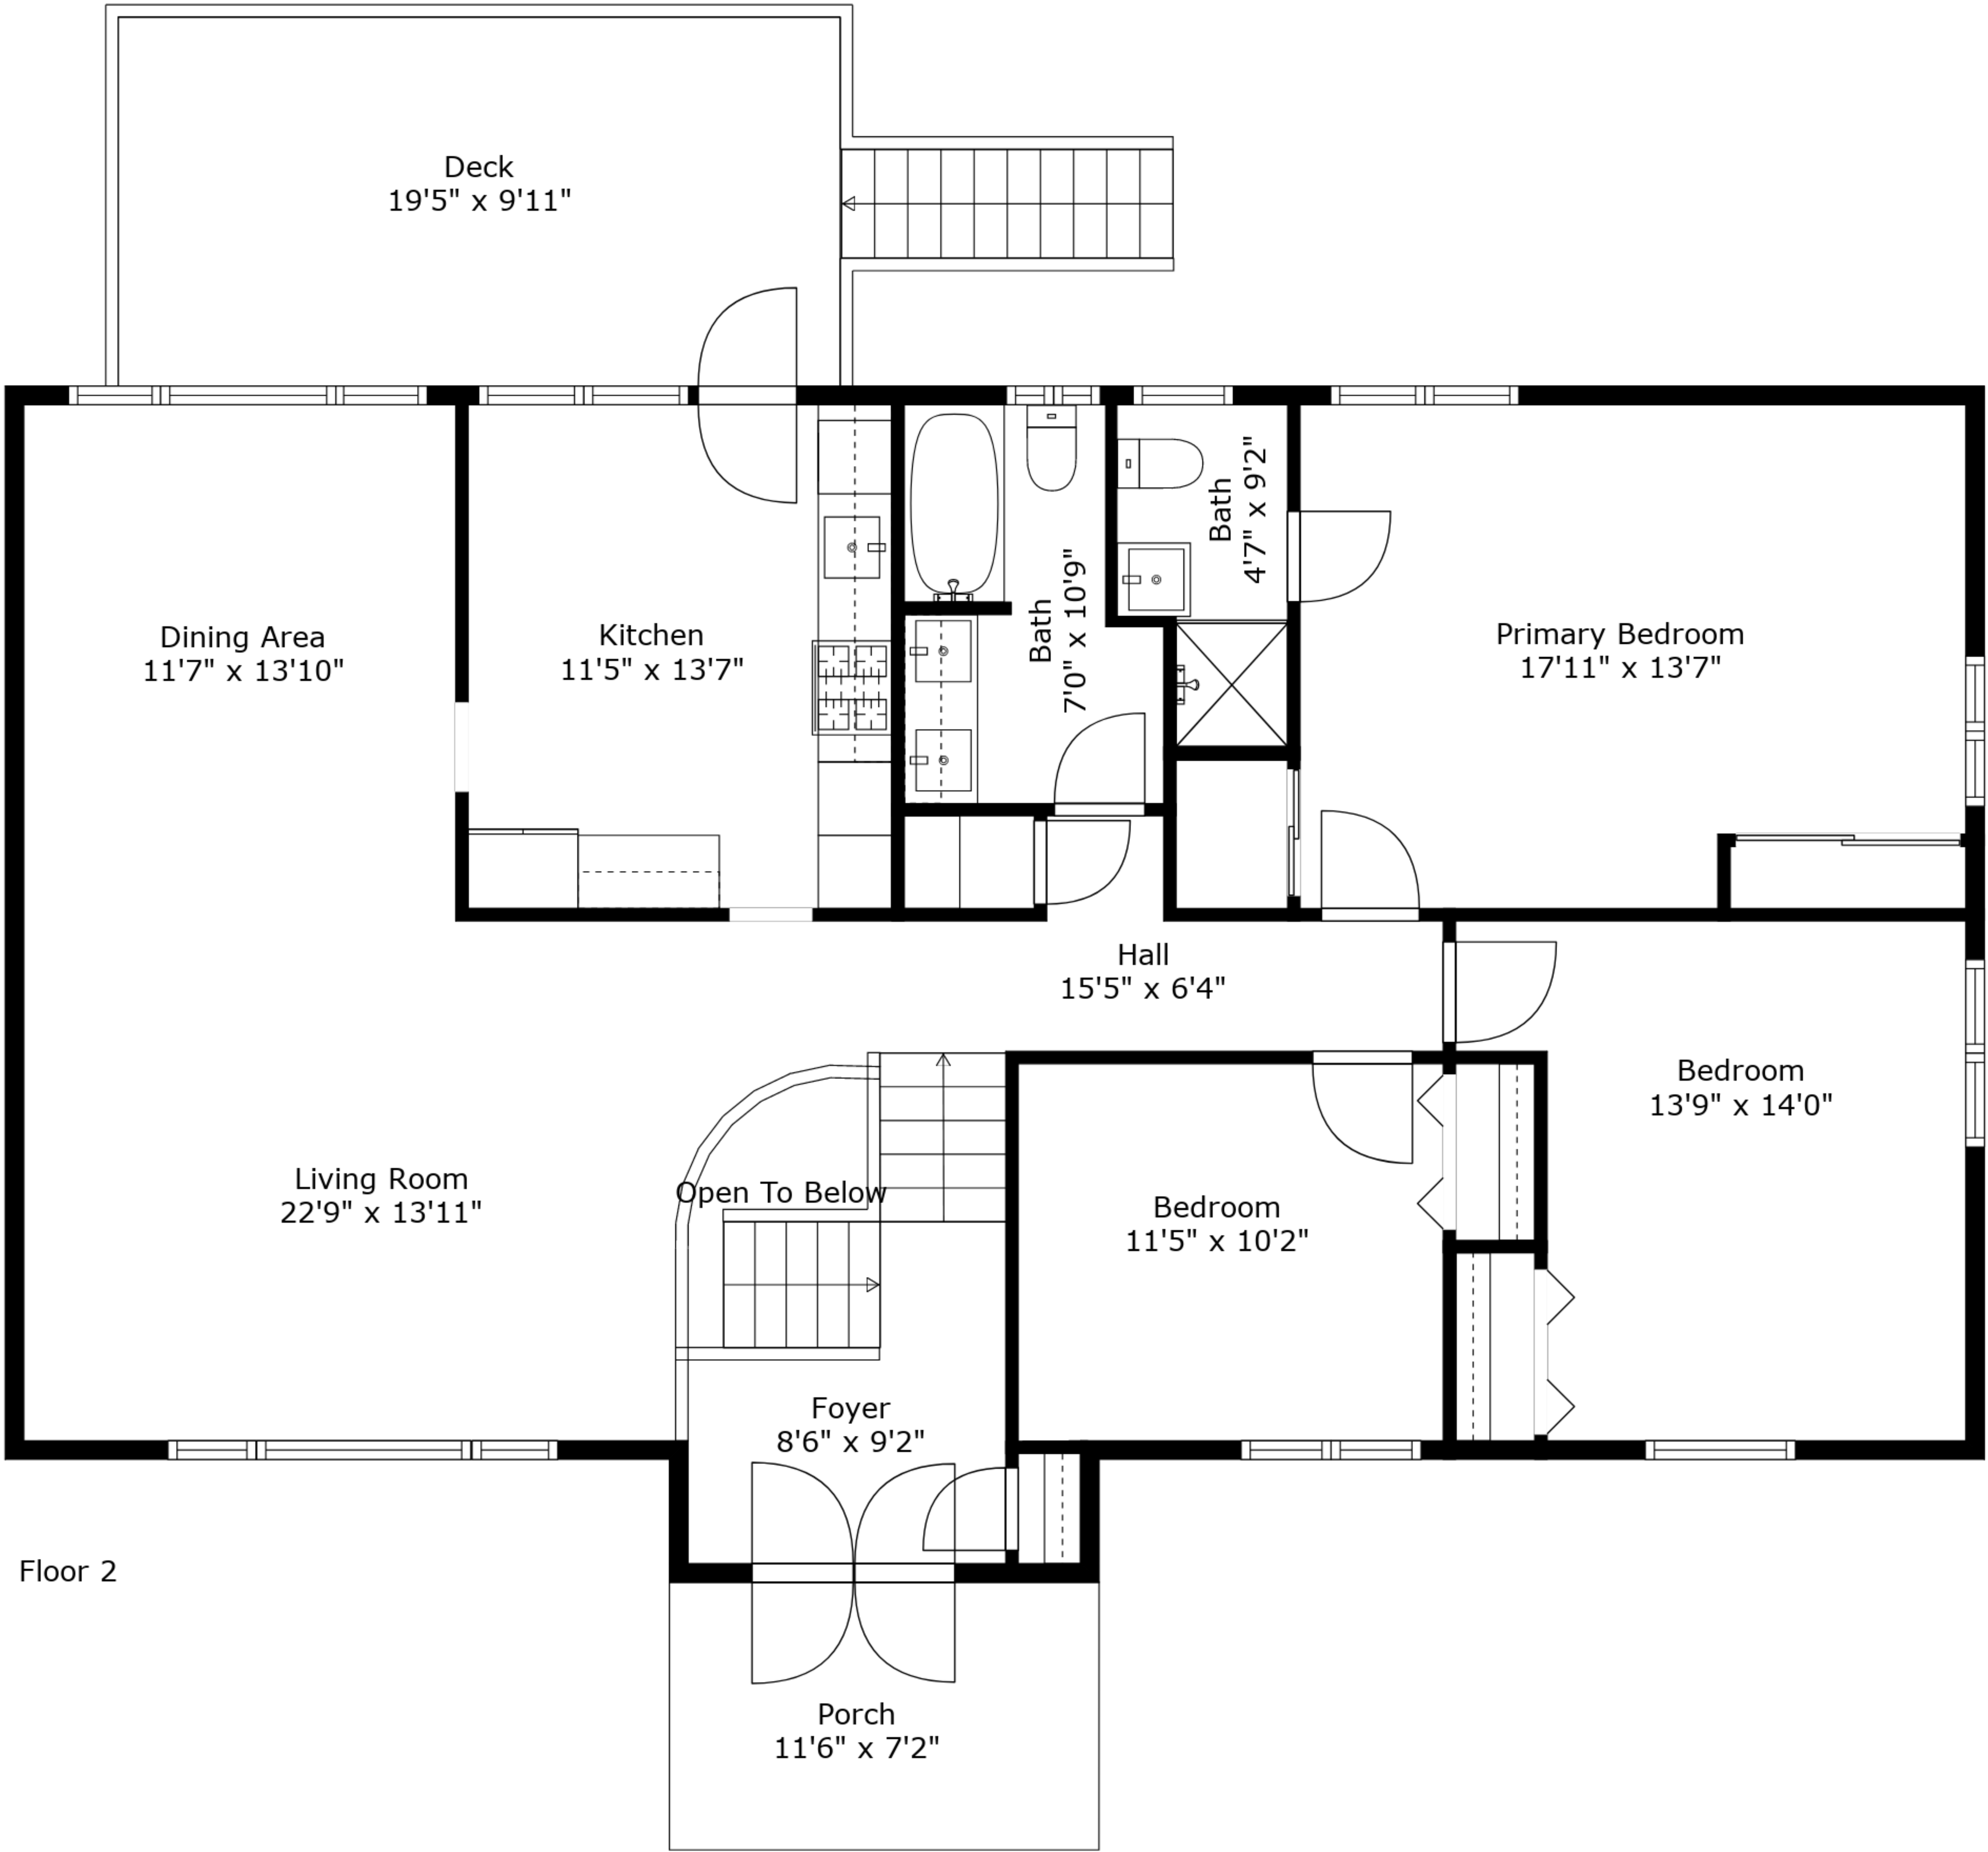 Deck
19'5" x 9'11"
Dining Area
11'7" x 13'10"
Kitchen
11'5" x 13'7"
Bath
7'0" x 10'9"
Bath
4'7" x 9'2"
Primary Bedroom
17'11" x 13'7"
Hall
15'5" x 6'4"
Bedroom
13'9" x 14'0"
Living Room
22'9" x 13'11"
Open To Below
Bedroom
11'5" x 10'2"
Foyer
8'6" x 9'2"
Floor 2
Porch
11'6" x 7'2"